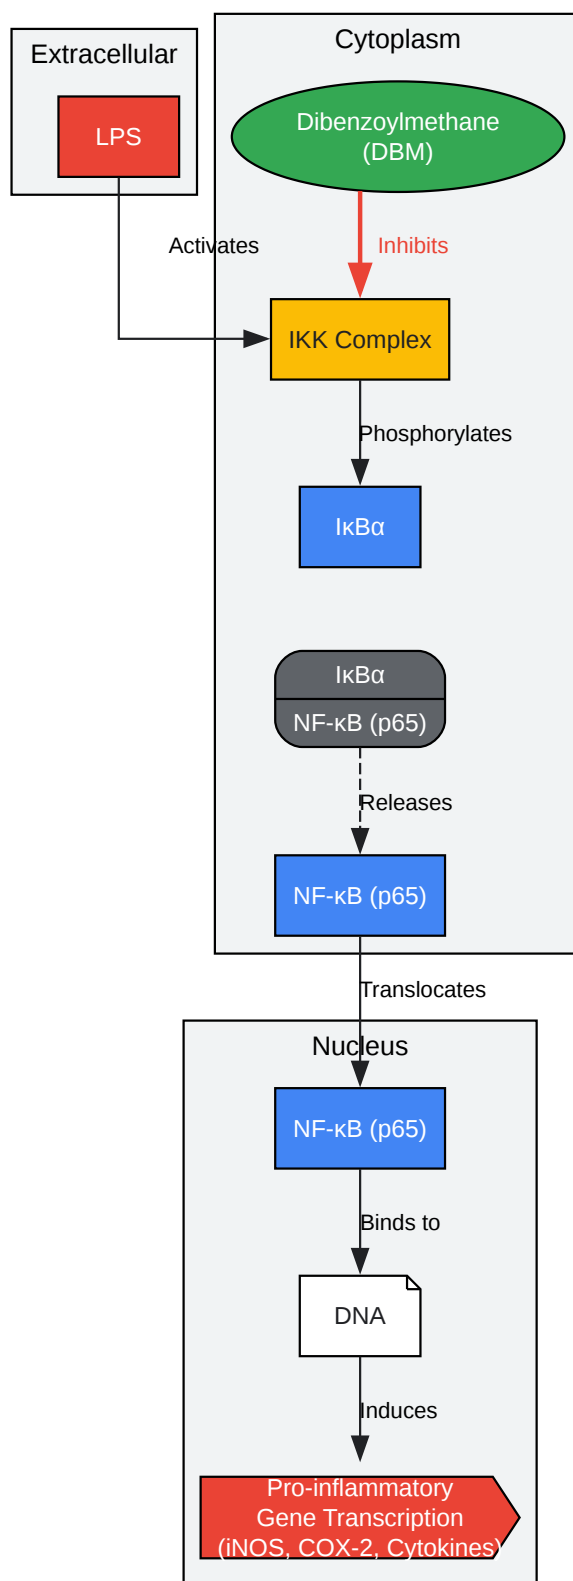 Extracellular
Cytoplasm
LPS
Dibenzoylmethane
(DBM)
Activates
Inhibits
IKK Complex
Phosphorylates
IκBα
IκBα
NF-κB (p65)
Releases
NF-κB (p65)
Translocates
Nucleus
NF-κB (p65)
Binds to
DNA
Induces
Pro-inflammatory
Gene Transcription
(iNOS, COX-2, Cytokines)